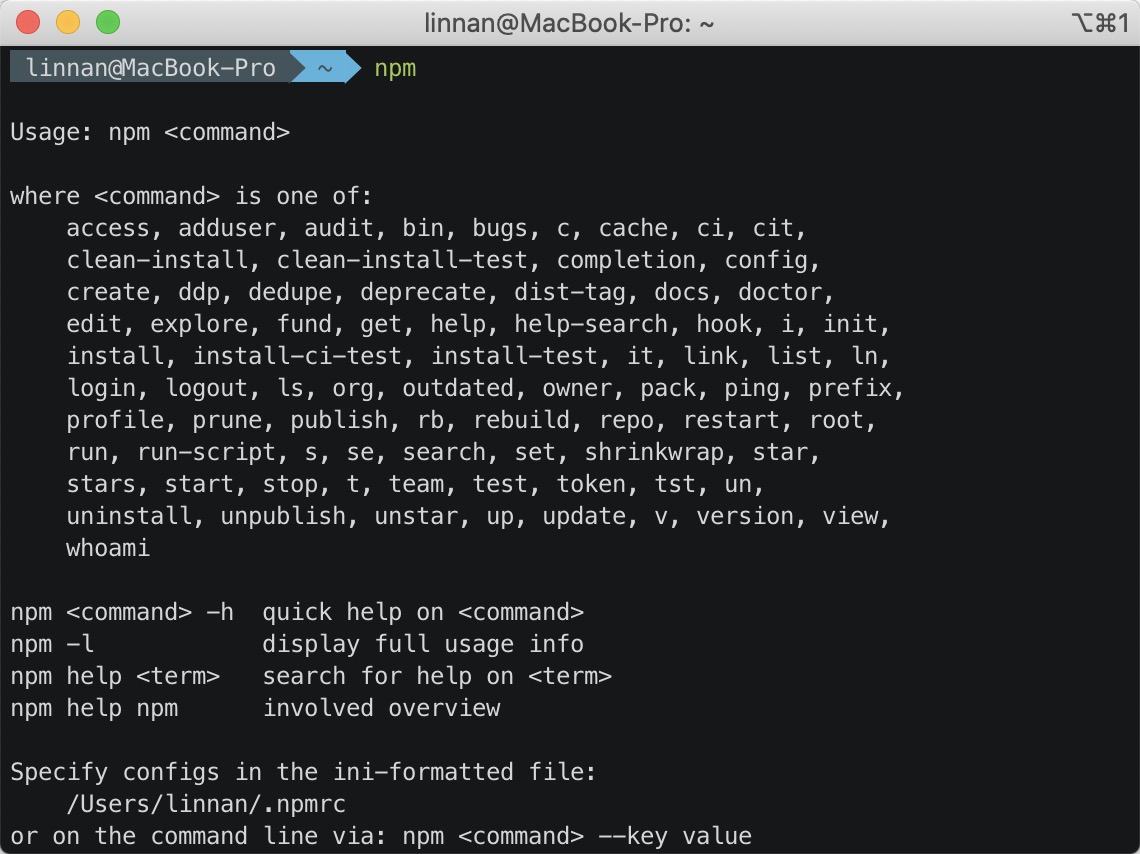 linnan@MacBook-Pro: ~ ⌥⌘1
linnan@MacBook-Pro ~ npm
Usage: npm <command>
where <command> is one of:
access, adduser, audit, bin, bugs, c, cache, ci, cit,
clean-install, clean-install-test, completion, config,
create, ddp, dedupe, deprecate, dist-tag, docs, doctor,
edit, explore, fund, get, help, help-search, hook, i, init,
install, install-ci-test, install-test, it, link, list, ln,
login, logout, ls, org, outdated, owner, pack, ping, prefix,
profile, prune, publish, rb, rebuild, repo, restart, root,
run, run-script, s, se, search, set, shrinkwrap, star,
stars, start, stop, t, team, test, token, tst, un,
uninstall, unpublish, unstar, up, update, v, version, view,
whoami
npm <command> -h  quick help on <command>
npm -l            display full usage info
npm help <term>   search for help on <term>
npm help npm      involved overview
Specify configs in the ini-formatted file:
/Users/linnan/.npmrc
or on the command line via: npm <command> --key value